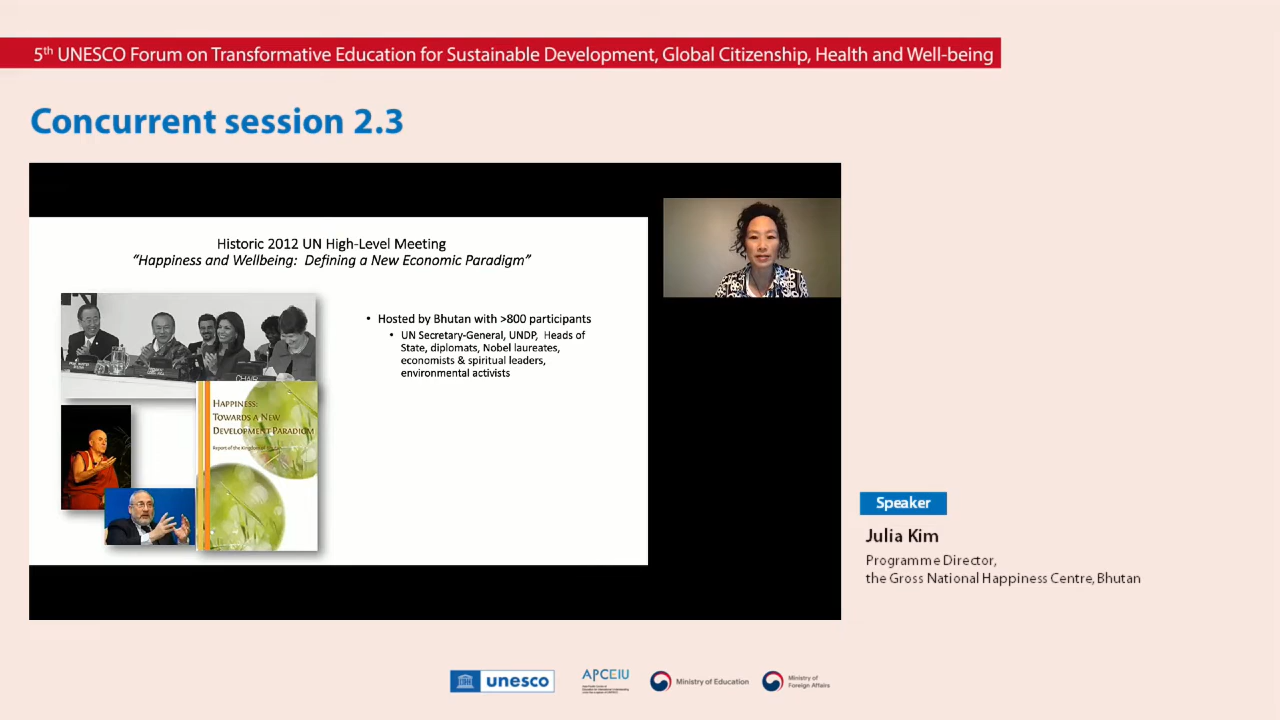 5th UNESCO Forum on Transformative Education for Sustainable Development, Global Citizenship, Health and Well-being
Concurrent session 2.3
Historic 2012 UN High-Level Meeting
“Happiness and Wellbeing: Defining a New Economic Paradigm”
• Hosted by Bhutan with >800 participants
• UN Secretary-General, UNDP, Heads of
State, diplomats, Nobel laureates,
economists & spiritual leaders,
environmental activists
CHAIR
HAPPINESS:
TOWARDS A NEW
DEVELOPMENT PARADIGM
Report of the Kingdom of
Speaker
Julia Kim
Programme Director,
the Gross National Happiness Centre, Bhutan
unesco
APCEIU
Ministry of Education
Ministry of
Foreign Affairs